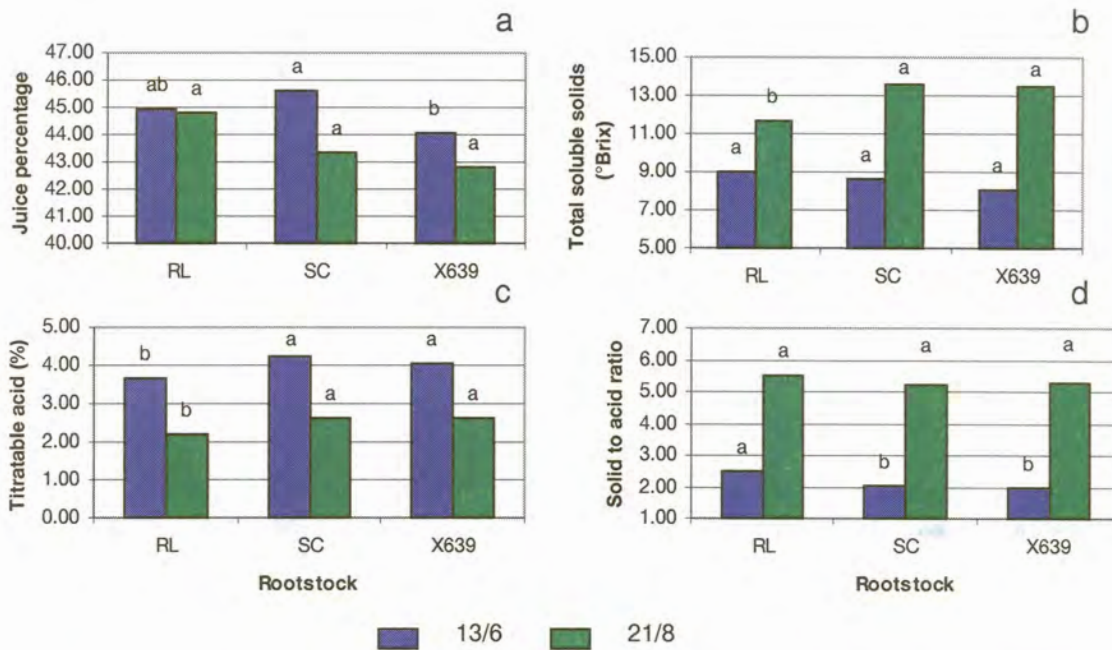 a
Juice percentage
47.00
46.00
45.00
44.00
43.00
42.00
41.00
40.00
ab
a
a
a
b
a
RL SC X639
b
Total soluble solids
(°Brix)
15.00
13.00
11.00
9.00
7.00
5.00
a
b
a
a
a
a
RL SC X639
c
Titratatable acid (%)
5.00
4.00
3.00
2.00
1.00
0.00
b
b
a
a
a
a
RL SC X639
Rootstock
d
Solid to acid ratio
7.00
6.00
5.00
4.00
3.00
2.00
1.00
a
a
b
a
b
a
RL SC X639
Rootstock
13/6 21/8